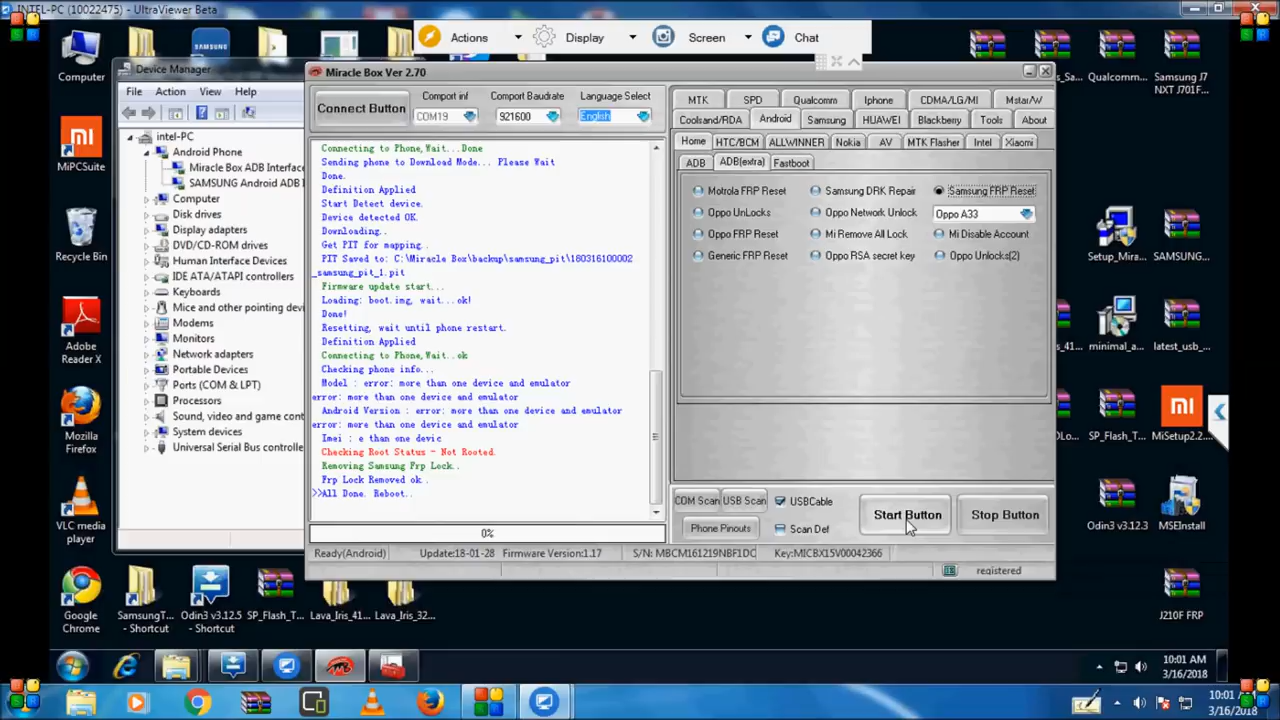 INTEL-PC (10022475) - UltraViewer Beta
Actions
Display
Screen
Chat
Computer
MiPCSuite
Recycle Bin
Adobe
Reader X
Mozilla
Firefox
VLC media
player
Google
Chrome
SamsungT...
- Shortcut
Odin3 v3.12.5
- Shortcut
SP_Flash_T...
Lava_Iris_41...
Lava_Iris_32...
SAMSUNG
Device Manager
File Action View Help
intel-PC
Android Phone
Miracle Box ADB Interface
SAMSUNG Android ADB I
Computer
Disk drives
Display adapters
DVD/CD-ROM drives
Human Interface Devices
IDE ATA/ATAPI controllers
Keyboards
Mice and other pointing devi
Modems
Monitors
Network adapters
Portable Devices
Ports (COM & LPT)
Processors
Sound, video and game cont
System devices
Universal Serial Bus controlle
Miracle Box Ver 2.70
Connect Button
Comport inf
COM19
Comport Baudrate
921600
Language Select
English
Connecting to Phone,Wait...Done
Sending phone to Download Mode... Please Wait
Done.
Definition Applied
Start Detect device.
Device detected OK.
Downloading..
Get PIT for mapping..
PIT Saved to: C:\Miracle Box\backup\samsung_pit\180316100002
_samsung_pit_1.pit
Firmware update start...
Loading: boot.img, wait...ok!
Done!
Resetting, wait until phone restart.
Definition Applied
Connecting to Phone,Wait..ok
Checking phone info...
Model : error: more than one device and emulator
error: more than one device and emulator
Android Version : error: more than one device and emulator
error: more than one device and emulator
Imei : e than one devic
Checking Root Status - Not Rooted.
Removing Samsung Frp Lock..
Frp Lock Removed ok .
>>All Done. Reboot..
0%
MTK SPD Qualcomm Iphone CDMA/LG/MI Mstar/W
Coolsand/RDA Android Samsung HUAWEI Blackberry Tools About
Home HTC/BCM ALL/WINNER Nokia AV MTK Flasher Intel Xiaomi
ADB ADB(extra) Fastboot
Motrola FRP Reset Samsung DRK Repair Samsung FRP Reset
Oppo UnLocks Oppo Network Unlock Oppo A33
Oppo FRP Reset Mi Remove All Lock Mi Disable Account
Generic FRP Reset Oppo RSA secret key Oppo Unlocks(2)
COM Scan USB Scan USBCable
Phone Pinouts Scan Def
Start Button
Stop Button
Ready(Android) Update:18-01-28 Firmware Version:1.17 S/N: MBCM161219NBF1DC Key:MICBX15V00042366
registered
Qualcomm...
Samsung J7
NXT J701F...
Setup_Mira...
SAMSUNG...
minimal_a...
latest_usb_...
SP_Flash_T...
MiSetup2.2...
Odin3_v3.12.3
MSEInstall
J210F FRP
10:01 AM
3/16/2018
10:01 AM
3/16/2018